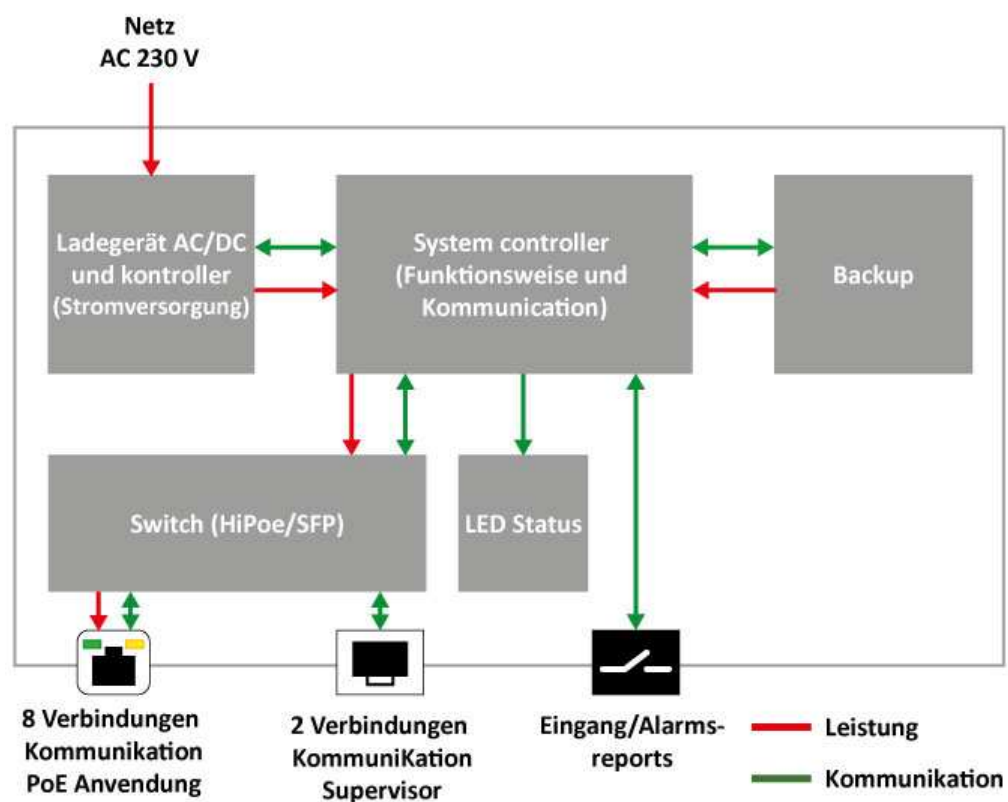 Netz
AC 230 V
Ladegerät AC/DC
und kontroller
(Stromversorgung)
System controller
(Funktionsweise und
Kommunication)
Backup
Switch (HiPoe/SFP)
LED Status
8 Verbindungen
Kommunikation
PoE Anvendung
2 Verbindungen
KommuniKation
Supervisor
Eingang/Alarms-
reports
Leistung
Kommunikation